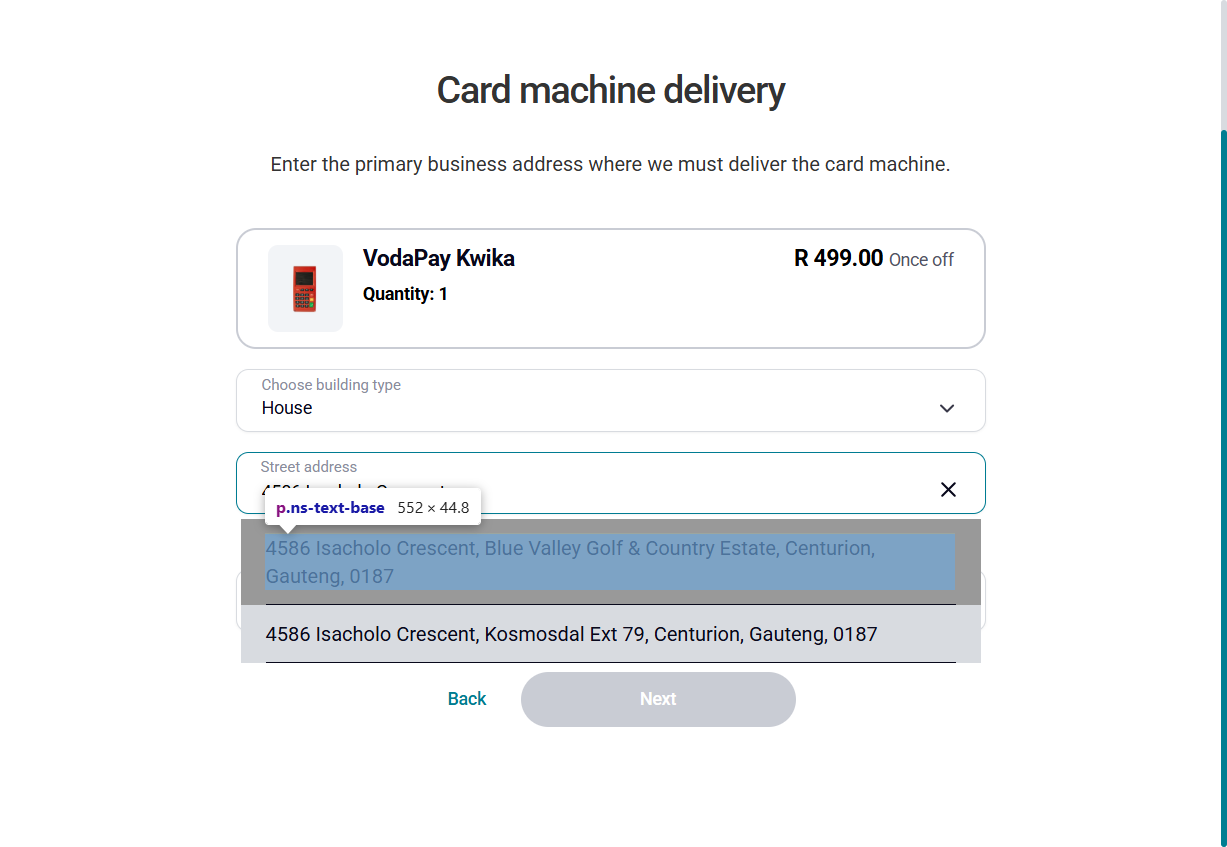 Card machine delivery
Enter the primary business address where we must deliver the card machine.
VodaPay Kwika
R 499.00 Once off
Quantity: 1
Choose building type
House
Street address
p.ns-text-base 552 × 44.8
4586 Isacholo Crescent, Blue Valley Golf & Country Estate, Centurion,
Gauteng, 0187
4586 Isacholo Crescent, Kosmosdal Ext 79, Centurion, Gauteng, 0187
Back
Next